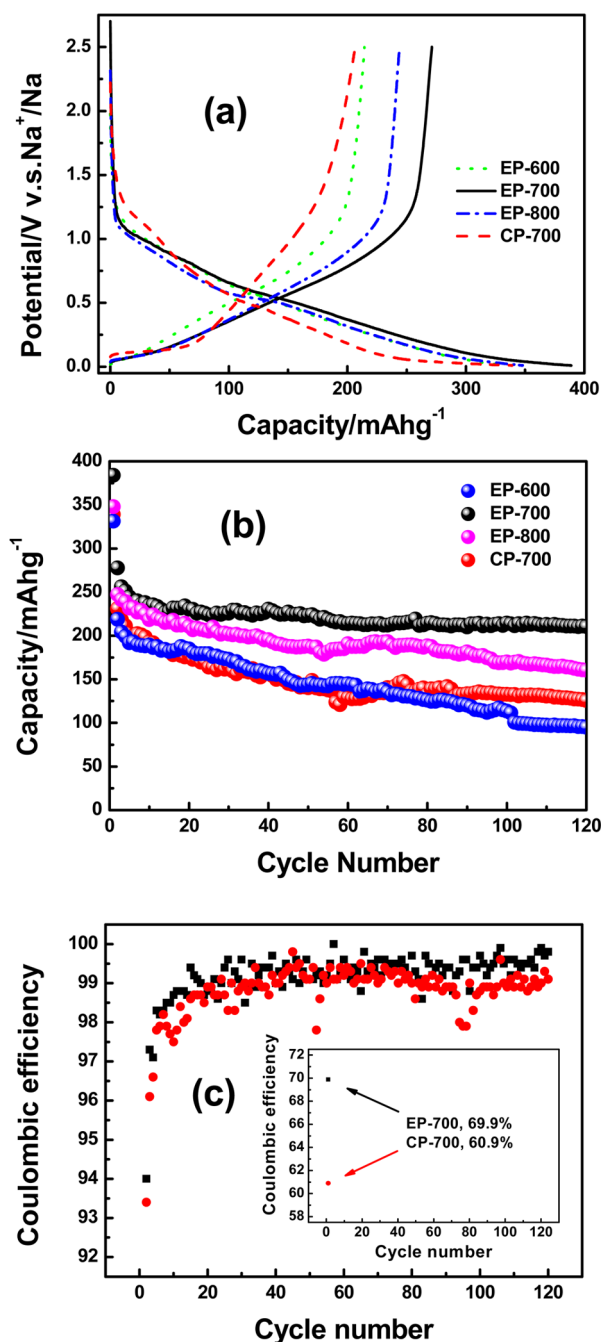 2.5
2.0
1.5
1.0
0.5
0.0
Potential/V v.s.Na+/Na
(a)
EP-600
EP-700
EP-800
CP-700
0 100 200 300 400
Capacity/mAhg-1
400
350
300
250
200
150
100
50
0
Capacity/mAhg-1
(b)
EP-600
EP-700
EP-800
CP-700
0 20 40 60 80 100 120
Cycle Number
100
99
98
97
96
95
94
93
92
Coulombic efficiency
(c)
72
70
68
66
64
62
60
58
Coulombic efficiency
EP-700, 69.9%
CP-700, 60.9%
0 20 40 60 80 100 120
Cycle number
0 20 40 60 80 100 120
Cycle number